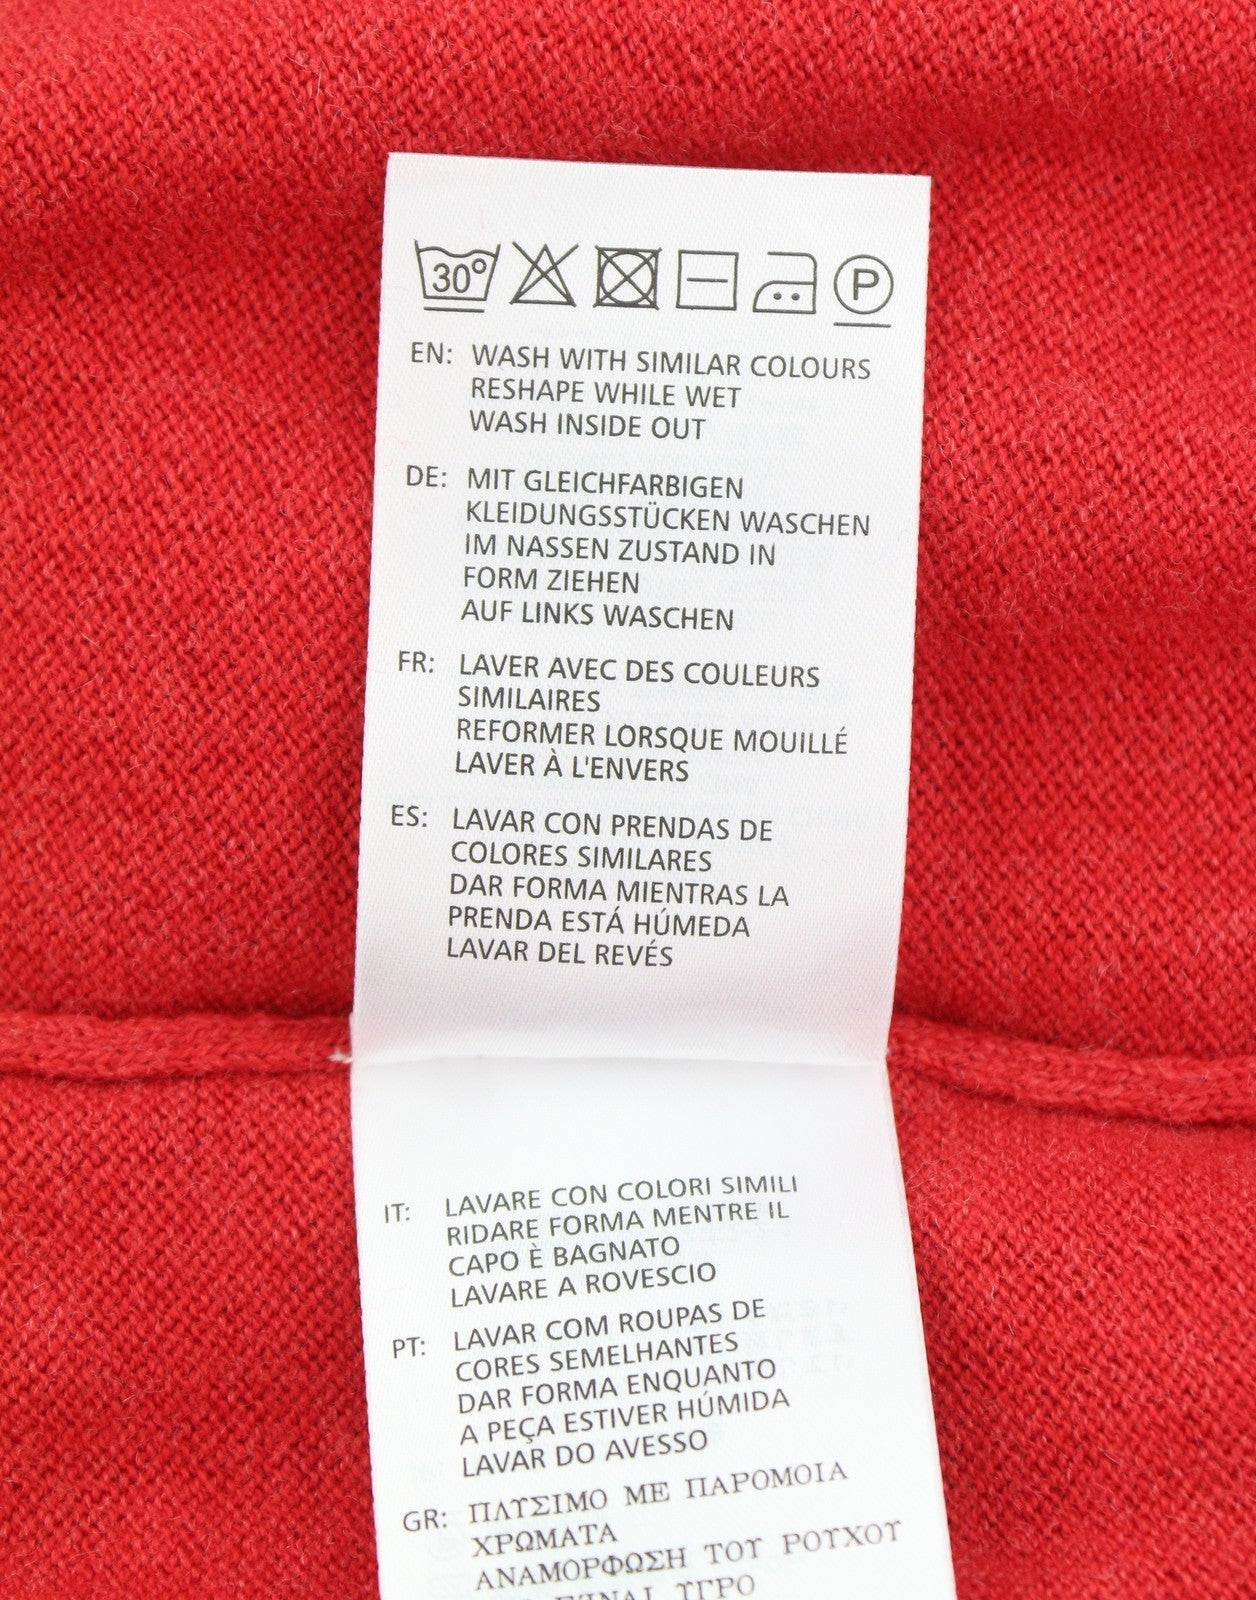 30°
P
EN: WASH WITH SIMILAR COLOURS
RESHAPE WHILE WET
WASH INSIDE OUT
DE: MIT GLEICHFARBIGEN
KLEIDUNGSSTÜCKEN WASCHEN
IM NASSEN ZUSTAND IN
FORM ZIEHEN
AUF LINKS WASCHEN
FR: LAVER AVEC DES COULEURS
SIMILAIRES
REFORMER LORSQUE MOUILLÉ
LAVER À L'ENVERS
ES: LAVAR CON PRENDAS DE
COLORES SIMILARES
DAR FORMA MIENTRAS LA
PRENDA ESTÁ HÚMEDA
LAVAR DEL REVÉS
IT: LAVARE CON COLORI SIMILI
RIDARE FORMA MENTRE IL
CAPO È BAGNATO
LAVARE A ROVESCIO
PT: LAVAR COM ROUPAS DE
CORES SEMELHANTES
DAR FORMA ENQUANTO
A PEÇA ESTIVER HÚMIDA
LAVAR DO AVESSO
GR: ΠΛΥΣΙΜΟ ΜΕ ΠΑΡΟΜΟΙΑ
ΧΡΩΜΑΤΑ
ΑΝΑΜΟΡΦΩΣΗ ΤΟΥ ΡΟΥΧΟΥ
ΕΙΝΑΙ ΥΓΡΟ